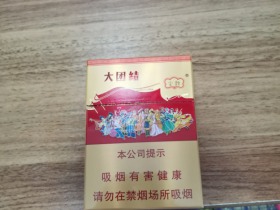 大团结
本公司提示
吸烟有害健康
请勿在禁烟场所吸烟